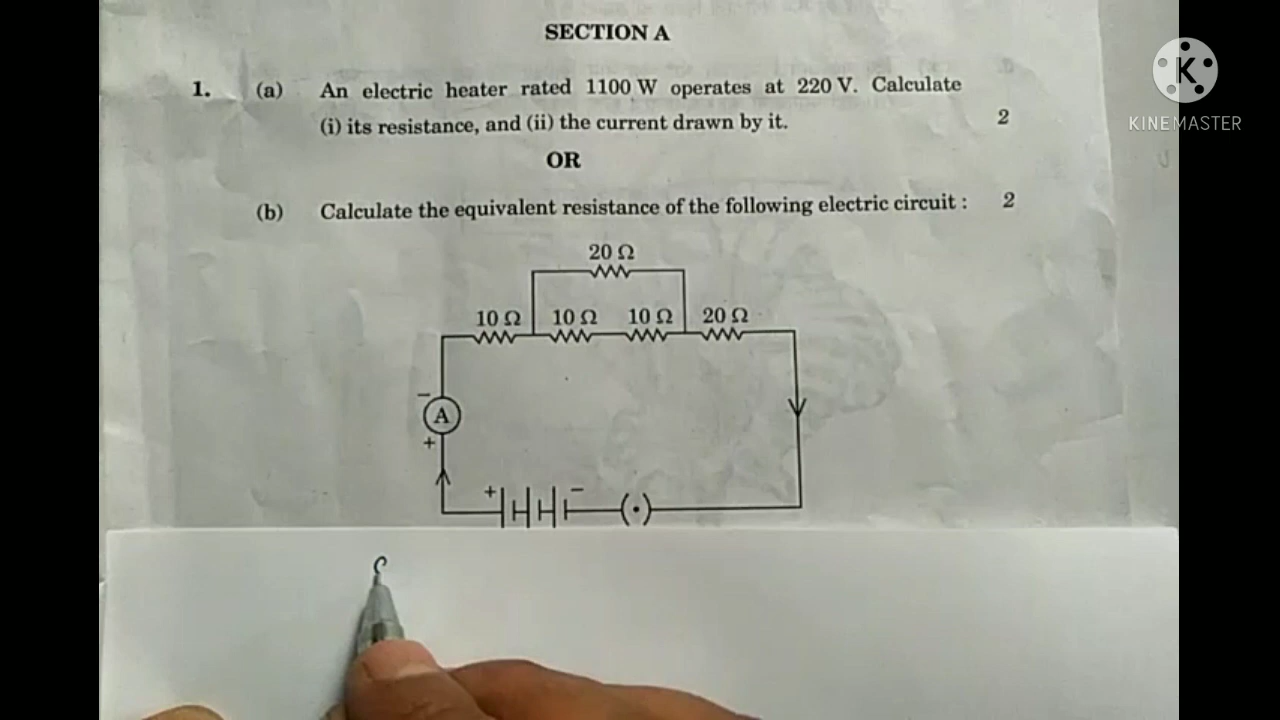 SECTION A
1. (a) An electric heater rated 1100 W operates at 220 V. Calculate
(i) its resistance, and (ii) the current drawn by it. 2
OR
(b) Calculate the equivalent resistance of the following electric circuit : 2
20 Ω
10 Ω 10 Ω 10 Ω 20 Ω
−
A
+
+ −
K
KINEMASTER